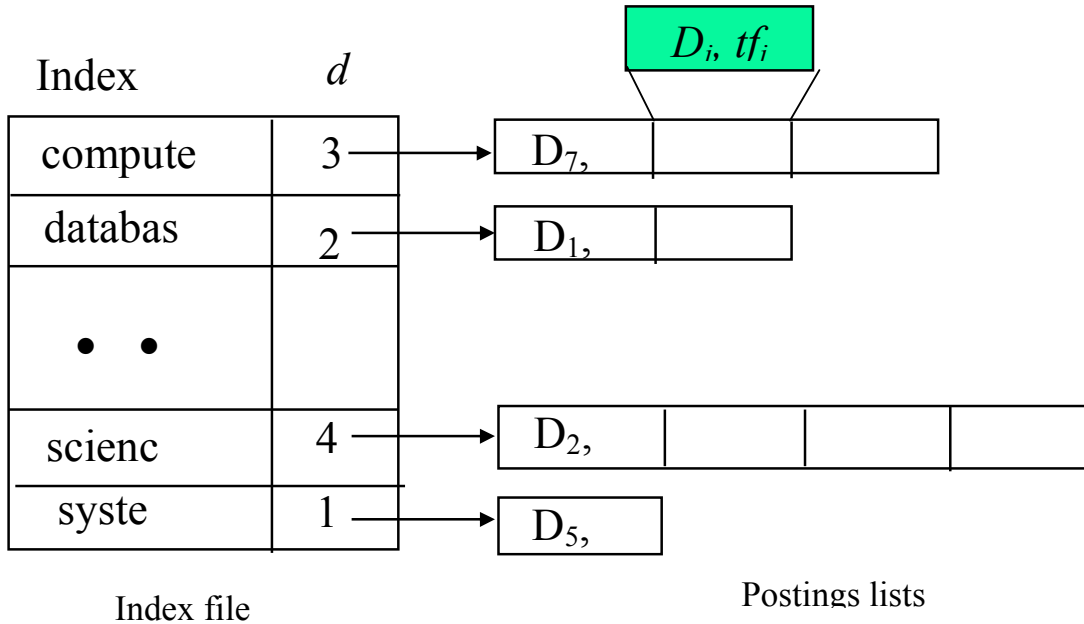 Dᵢ, tfᵢ
Index d
compute 3 D₇,
databas 2 D₁,
• •
scienc 4 D₂,
syste 1 D₅,
Index file Postings lists